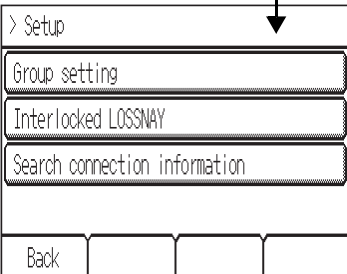 > Setup
Group setting
Interlocked LOSSNAY
Search connection information
Back